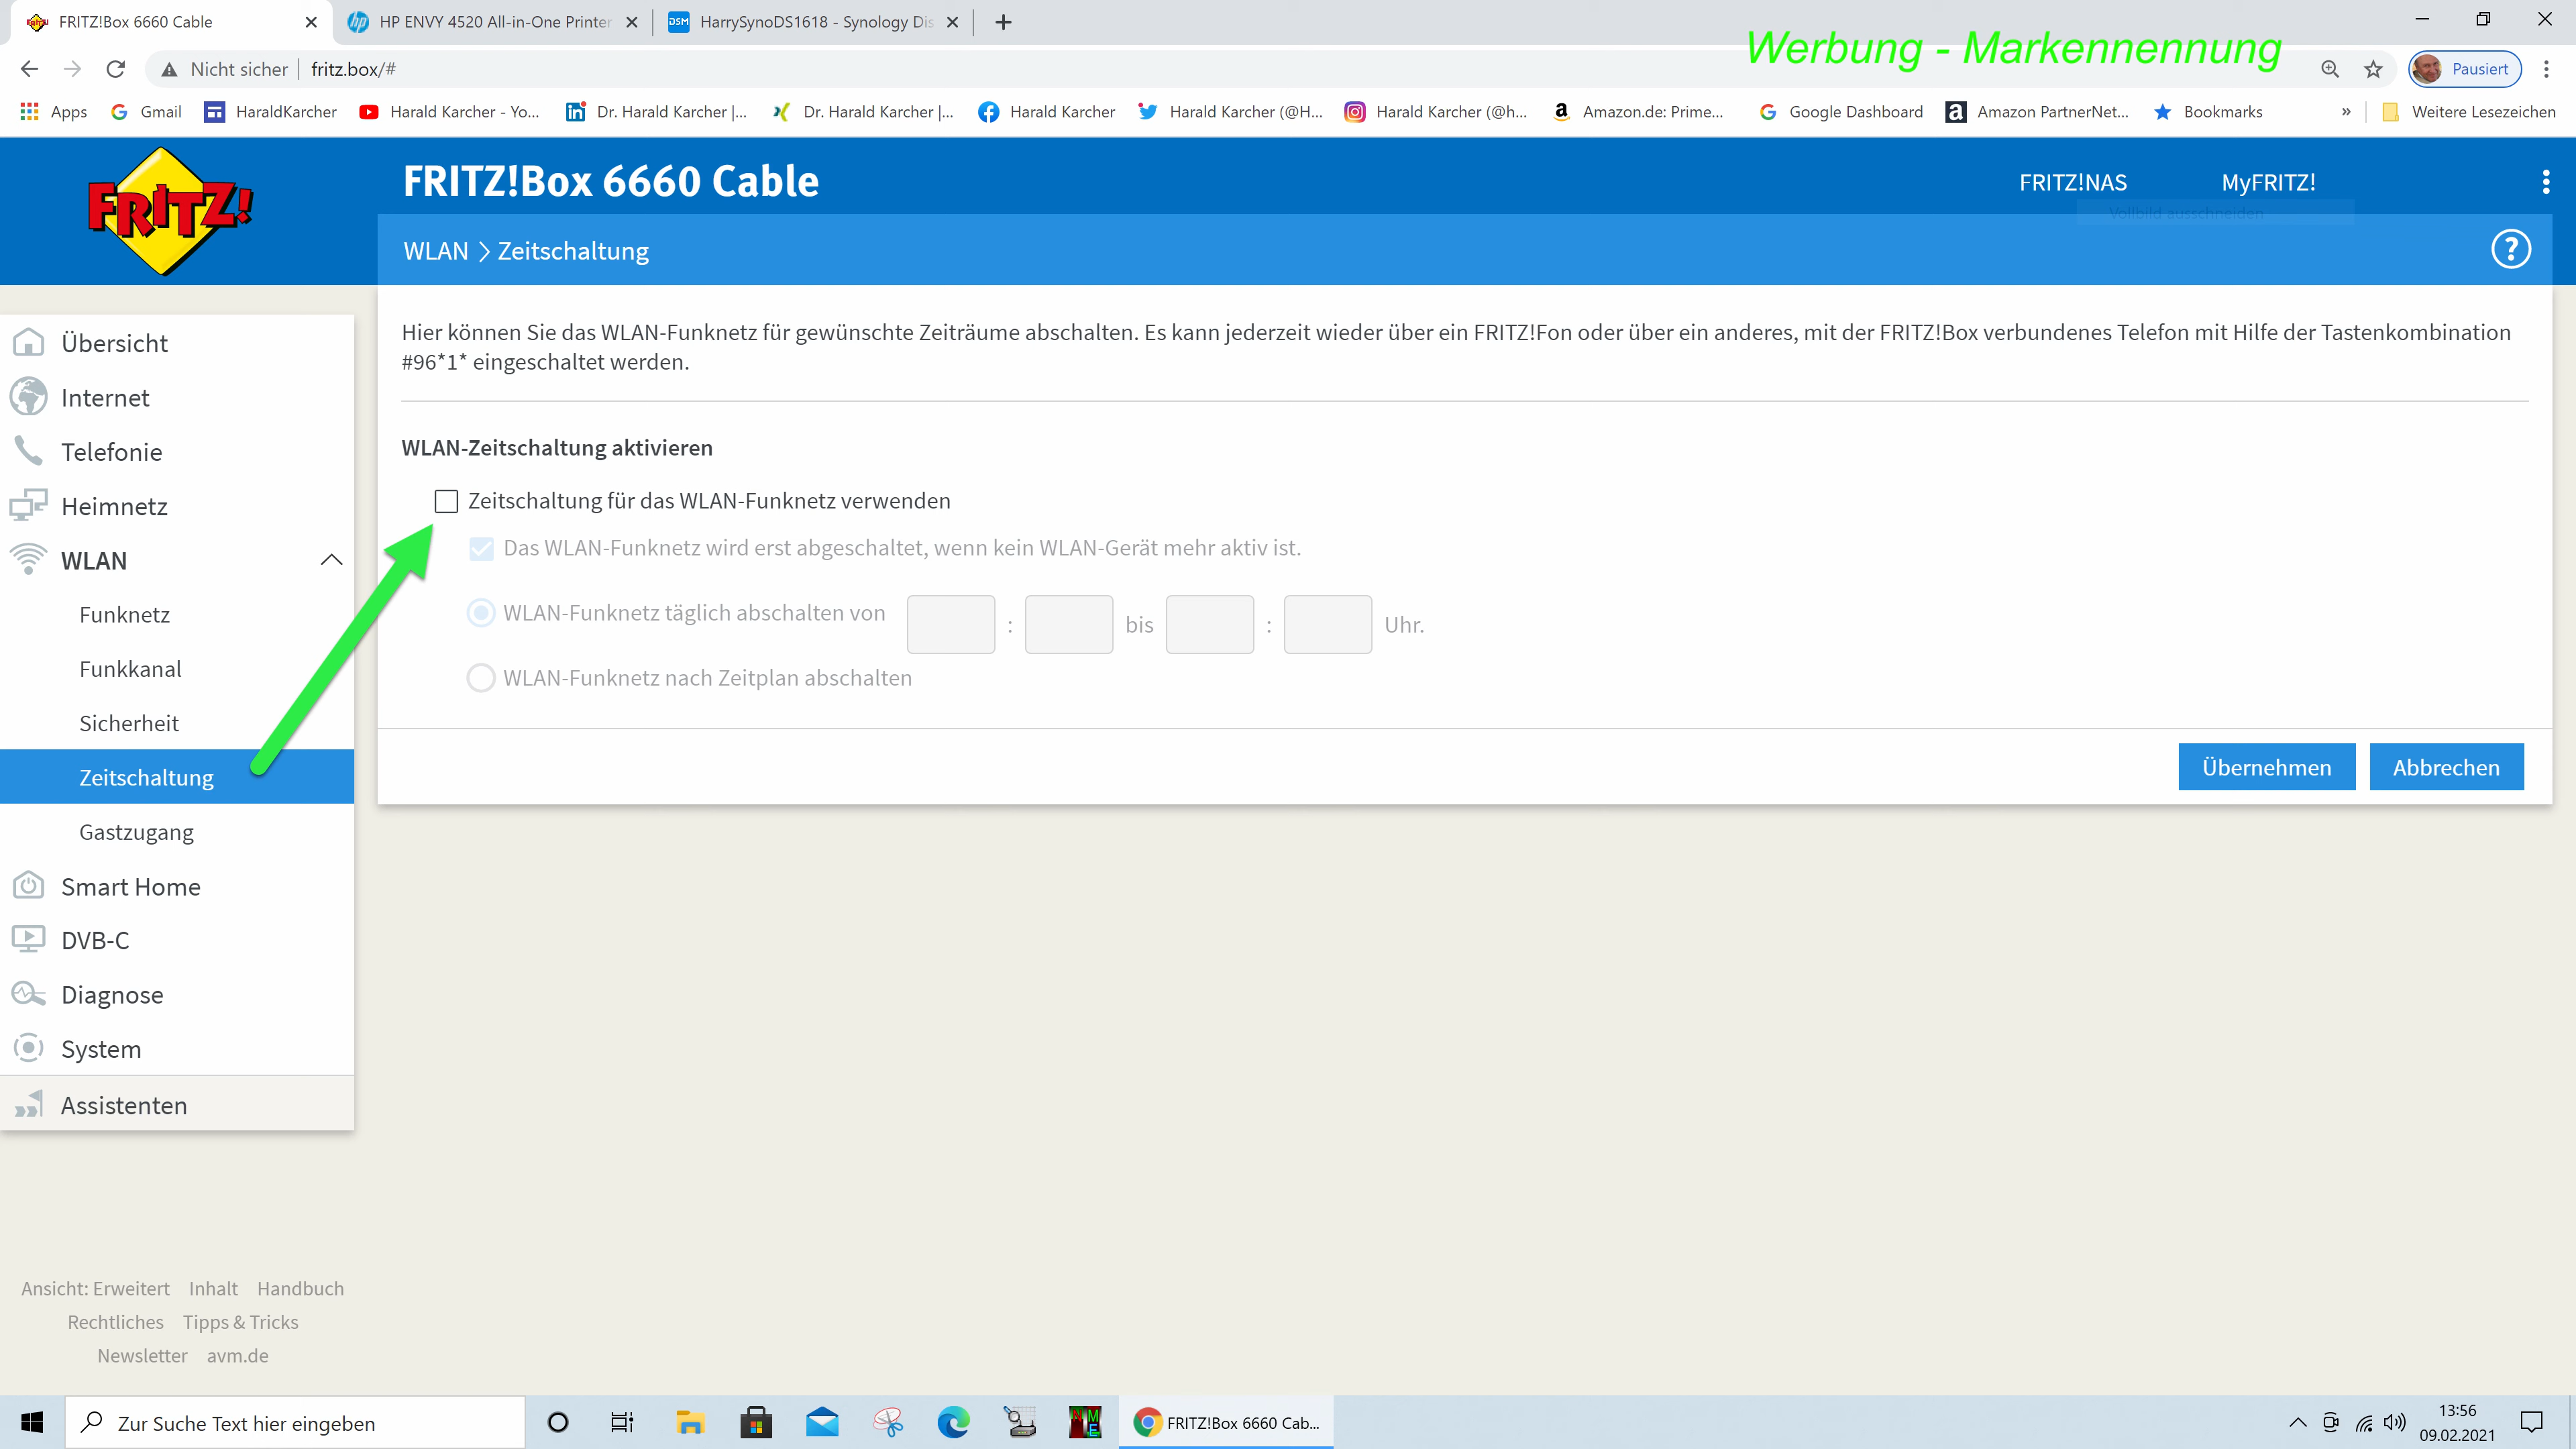 FRITZ!Box 6660 Cable
HP ENVY 4520 All-in-One Printer
HarrySynoDS1618 - Synology Dis
Werbung - Markennennung
Nicht sicher
fritz.box/#
Pausiert
Apps
Gmail
HaraldKarcher
Harald Karcher - Yo...
Dr. Harald Karcher |...
Dr. Harald Karcher |...
Harald Karcher
Harald Karcher (@H...
Harald Karcher (@h...
Amazon.de: Prime...
Google Dashboard
Amazon PartnerNet...
Bookmarks
»
Weitere Lesezeichen
FRITZ!
FRITZ!Box 6660 Cable
FRITZ!NAS
MyFRITZ!
Vollbild ausschneiden
WLAN > Zeitschaltung
?
Übersicht
Internet
Telefonie
Heimnetz
WLAN
Funknetz
Funkkanal
Sicherheit
Zeitschaltung
Gastzugang
Smart Home
DVB-C
Diagnose
System
Assistenten
Hier können Sie das WLAN-Funknetz für gewünschte Zeiträume abschalten. Es kann jederzeit wieder über ein FRITZ!Fon oder über ein anderes, mit der FRITZ!Box verbundenes Telefon mit Hilfe der Tastenkombination
#96*1* eingeschaltet werden.
WLAN-Zeitschaltung aktivieren
Zeitschaltung für das WLAN-Funknetz verwenden
Das WLAN-Funknetz wird erst abgeschaltet, wenn kein WLAN-Gerät mehr aktiv ist.
WLAN-Funknetz täglich abschalten von : bis : Uhr.
WLAN-Funknetz nach Zeitplan abschalten
Übernehmen
Abbrechen
Ansicht: Erweitert Inhalt Handbuch
Rechtliches Tipps & Tricks
Newsletter avm.de
Zur Suche Text hier eingeben
FRITZ!Box 6660 Cab...
13:56
09.02.2021